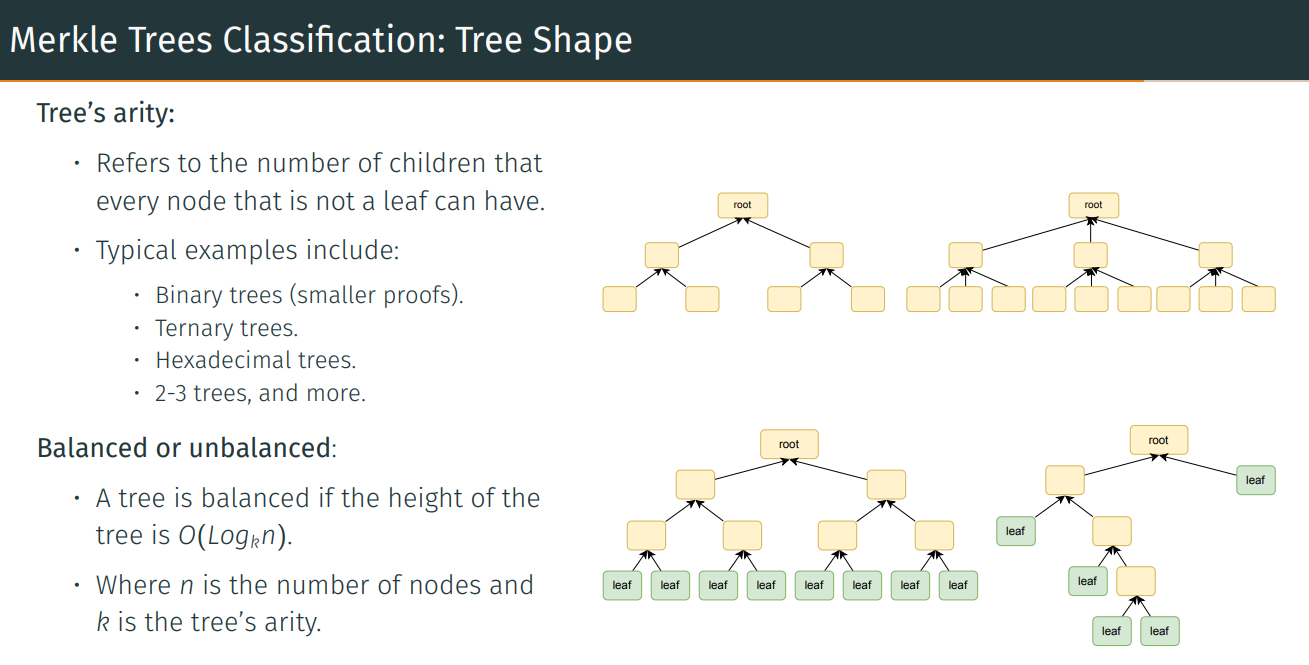 Merkle Trees Classification: Tree Shape
Tree's arity:
• Refers to the number of children that
every node that is not a leaf can have.
• Typical examples include:
• Binary trees (smaller proofs).
• Ternary trees.
• Hexadecimal trees.
• 2-3 trees, and more.
Balanced or unbalanced:
• A tree is balanced if the height of the
tree is O(Logₖn).
• Where n is the number of nodes and
k is the tree's arity.
root
root
root
leaf leaf leaf leaf leaf leaf leaf leaf
root
leaf
leaf
leaf
leaf leaf